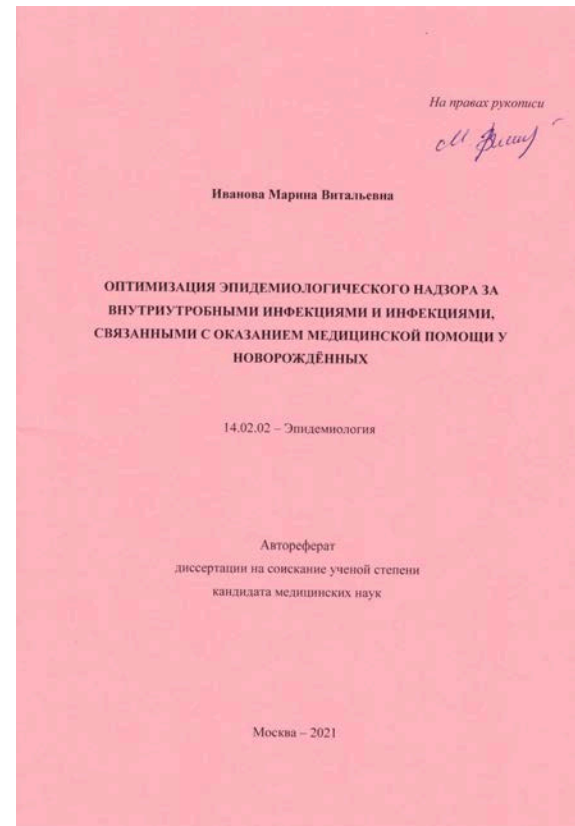 На правах рукописи
Иванова Марина Витальевна
ОПТИМИЗАЦИЯ ЭПИДЕМИОЛОГИЧЕСКОГО НАДЗОРА ЗА
ВНУТРИУТРОБНЫМИ ИНФЕКЦИЯМИ И ИНФЕКЦИЯМИ,
СВЯЗАННЫМИ С ОКАЗАНИЕМ МЕДИЦИНСКОЙ ПОМОЩИ У
НОВОРОЖДЁННЫХ
14.02.02 – Эпидемиология
Автореферат
диссертации на соискание ученой степени
кандидата медицинских наук
Москва – 2021